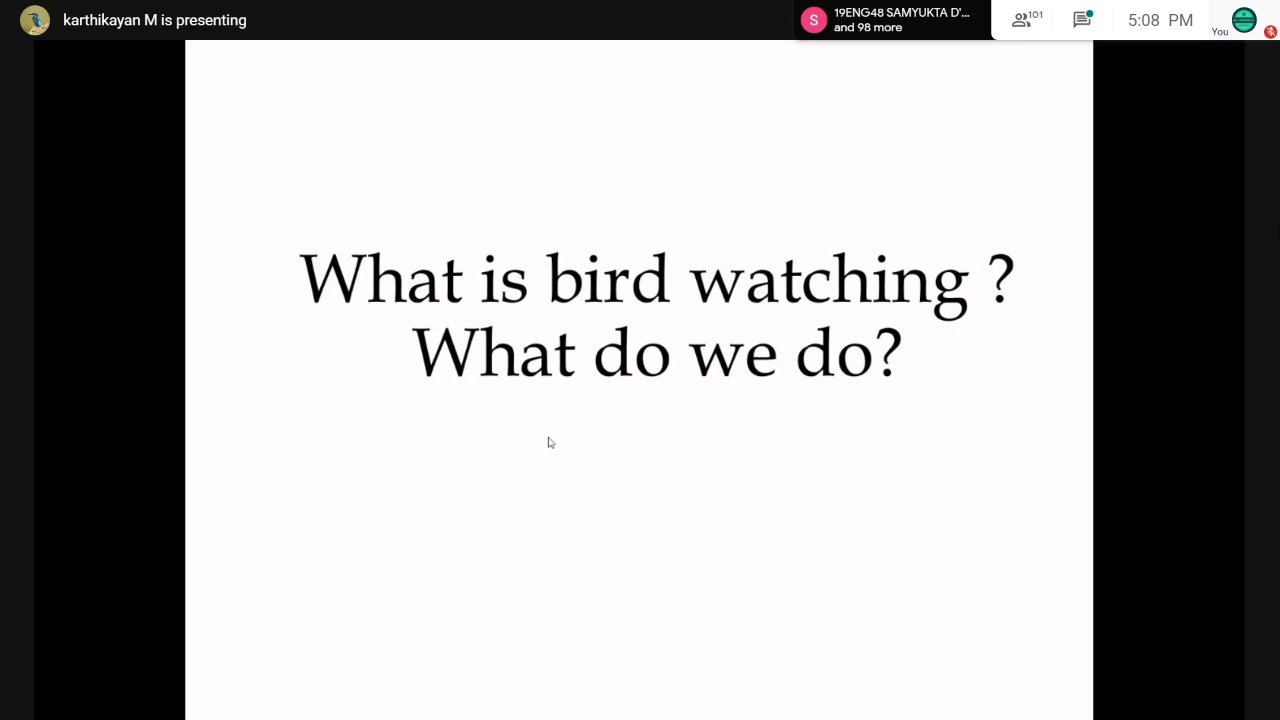 karthikayan M is presenting
19ENG48 SAMYUKTA D'...
and 98 more
101
5:08 PM
You
S
What is bird watching ?
What do we do?